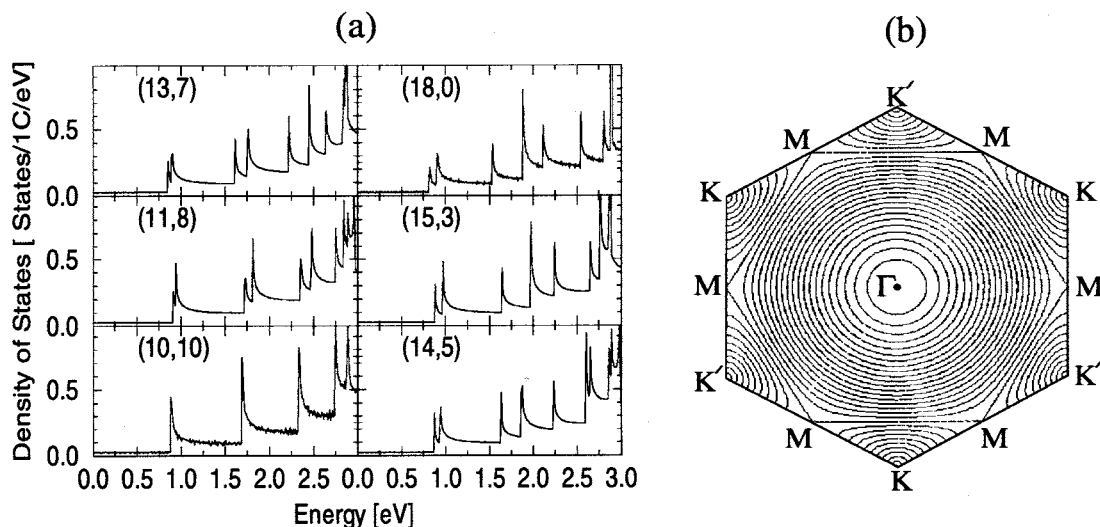 (a)
(b)
Density of States [ States/1C/eV]
(13,7)
(18,0)
0.5
0.0
(11,8)
(15,3)
0.5
0.0
(10,10)
(14,5)
0.5
0.0
0.0 0.5 1.0 1.5 2.0 2.5 0.0 0.5 1.0 1.5 2.0 2.5 3.0
Energy [eV]
K′
M M
K K
M Γ M
K′ K′
M M
K